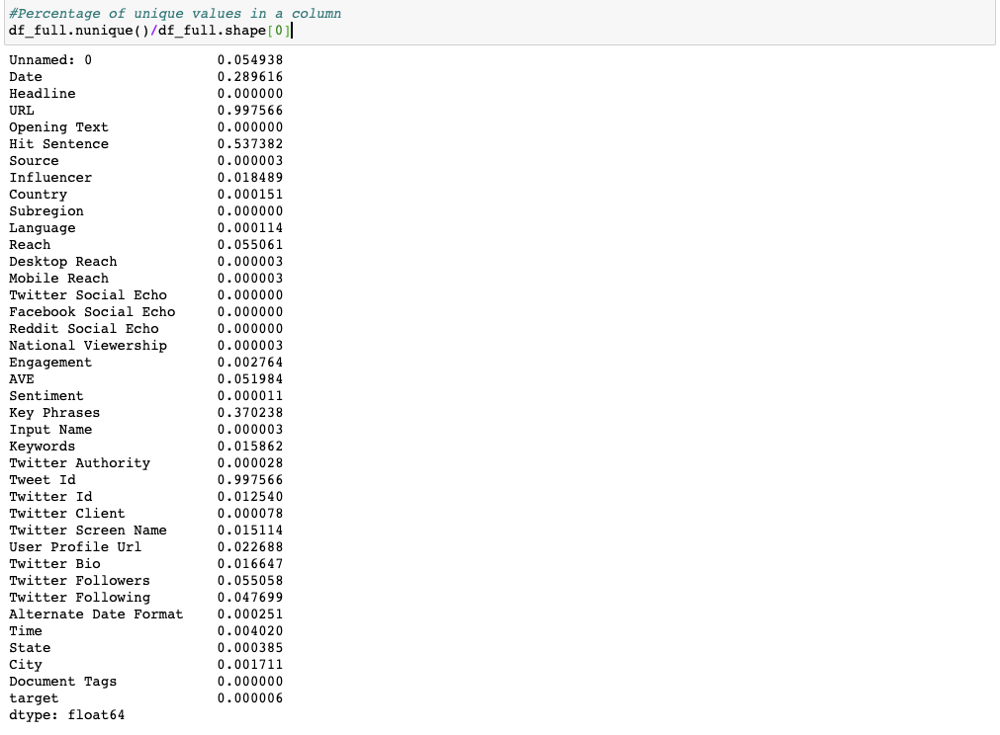 #Percentage of unique values in a column
df_full.nunique()/df_full.shape[0]
Unnamed: 0 0.054938
Date 0.289616
Headline 0.000000
URL 0.997566
Opening Text 0.000000
Hit Sentence 0.537382
Source 0.000003
Influencer 0.018489
Country 0.000151
Subregion 0.000000
Language 0.000114
Reach 0.055061
Desktop Reach 0.000003
Mobile Reach 0.000003
Twitter Social Echo 0.000000
Facebook Social Echo 0.000000
Reddit Social Echo 0.000000
National Viewership 0.000003
Engagement 0.002764
AVE 0.051984
Sentiment 0.000011
Key Phrases 0.370238
Input Name 0.000003
Keywords 0.015862
Twitter Authority 0.000028
Tweet Id 0.997566
Twitter Id 0.012540
Twitter Client 0.000078
Twitter Screen Name 0.015114
User Profile Url 0.022688
Twitter Bio 0.016647
Twitter Followers 0.055058
Twitter Following 0.047699
Alternate Date Format 0.000251
Time 0.004020
State 0.000385
City 0.001711
Document Tags 0.000000
target 0.000006
dtype: float64